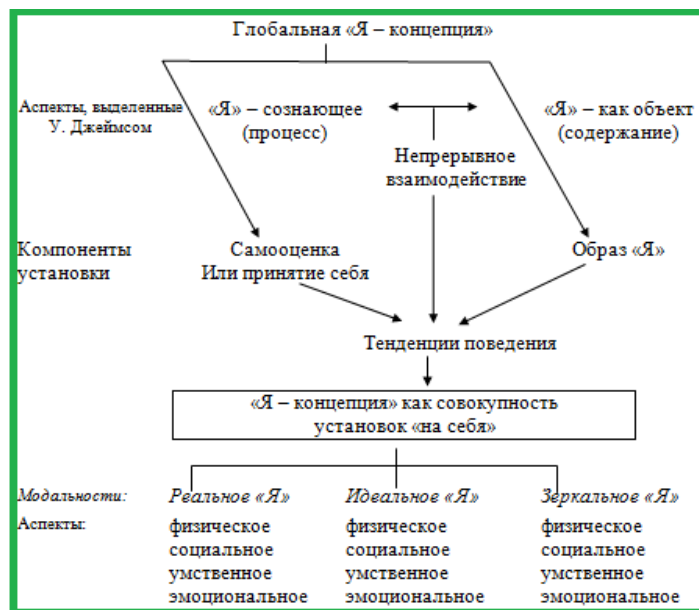 Глобальная «Я – концепция»
Аспекты, выделенные
У. Джеймсом
«Я» – сознающее
(процесс)
«Я» – как объект
(содержание)
Непрерывное
взаимодействие
Компоненты
установки
Самооценка
Или принятие себя
Образ «Я»
Тенденции поведения
«Я – концепция» как совокупность
установок «на себя»
Модальности: Реальное «Я» Идеальное «Я» Зеркальное «Я»
Аспекты: физическое физическое физическое
социальное социальное социальное
умственное умственное умственное
эмоциональное эмоциональное эмоциональное